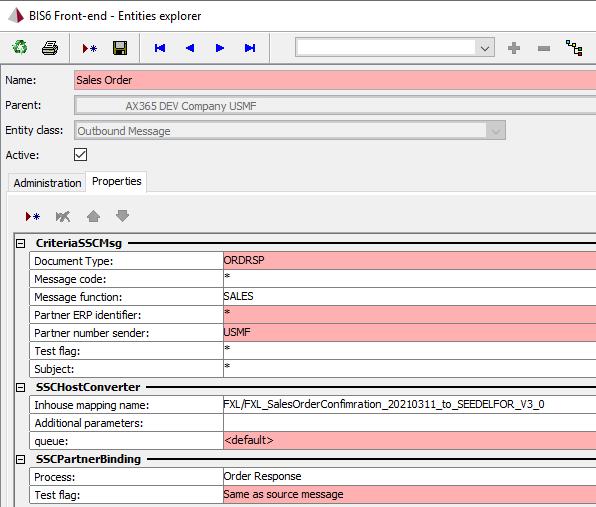 BIS6 Front-end - Entities explorer
Name: Sales Order
Parent: AX365 DEV Company USMF
Entity class: Outbound Message
Active:
Administration Properties
CriteriaSSCMsg
Document Type: ORDRSP
Message code: *
Message function: SALES
Partner ERP identifier: *
Partner number sender: USMF
Test flag: *
Subject: *
SSCHostConverter
Inhouse mapping name: FXL/FXL_SalesOrderConfimration_20210311_to_SEEDELFOR_V3_0
Additional parameters:
queue: <default>
SSCPartnerBinding
Process: Order Response
Test flag: Same as source message